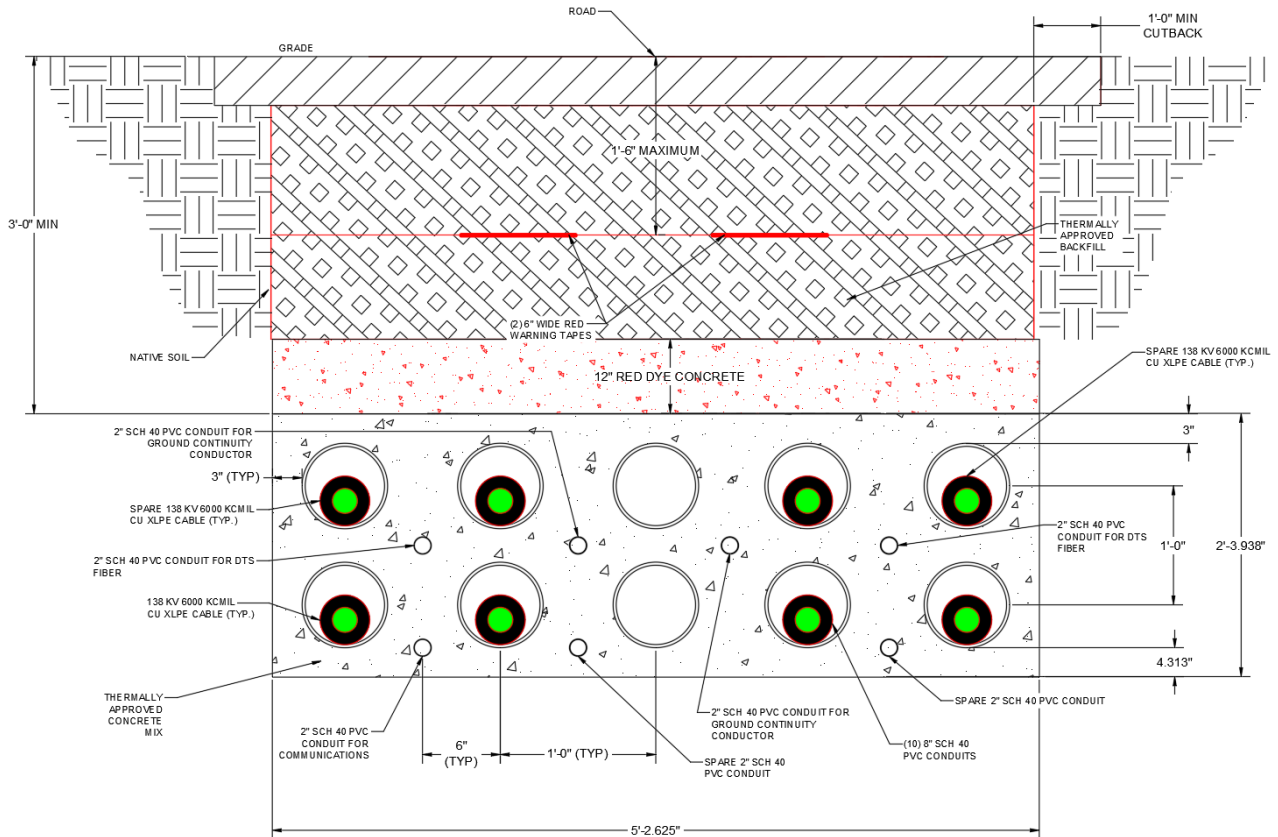 ROAD
1'-0" MIN
CUTBACK
GRADE
1'-6" MAXIMUM
3'-0" MIN
THERMALLY
APPROVED
BACKFILL
(2) 6" WIDE RED
WARNING TAPES
NATIVE SOIL
SPARE 138 KV 6000 KCMIL
CU XLPE CABLE (TYP.)
12" RED DYE CONCRETE
2" SCH 40 PVC CONDUIT FOR
GROUND CONTINUITY
CONDUCTOR
3"
3" (TYP)
SPARE 138 KV 6000 KCMIL
CU XLPE CABLE (TYP.)
2" SCH 40 PVC
CONDUIT FOR DTS
FIBER
1'-0"
2'-3.938"
2" SCH 40 PVC CONDUIT FOR DTS
FIBER
138 KV 6000 KCMIL
CU XLPE CABLE (TYP.)
4.313"
THERMALLY
APPROVED
CONCRETE
MIX
SPARE 2" SCH 40 PVC CONDUIT
2" SCH 40 PVC
CONDUIT FOR
COMMUNICATIONS
6"
(TYP)
1'-0" (TYP)
2" SCH 40 PVC CONDUIT FOR
GROUND CONTINUITY
CONDUCTOR
SPARE 2" SCH 40
PVC CONDUIT
(10) 8" SCH 40
PVC CONDUITS
5'-2.625"